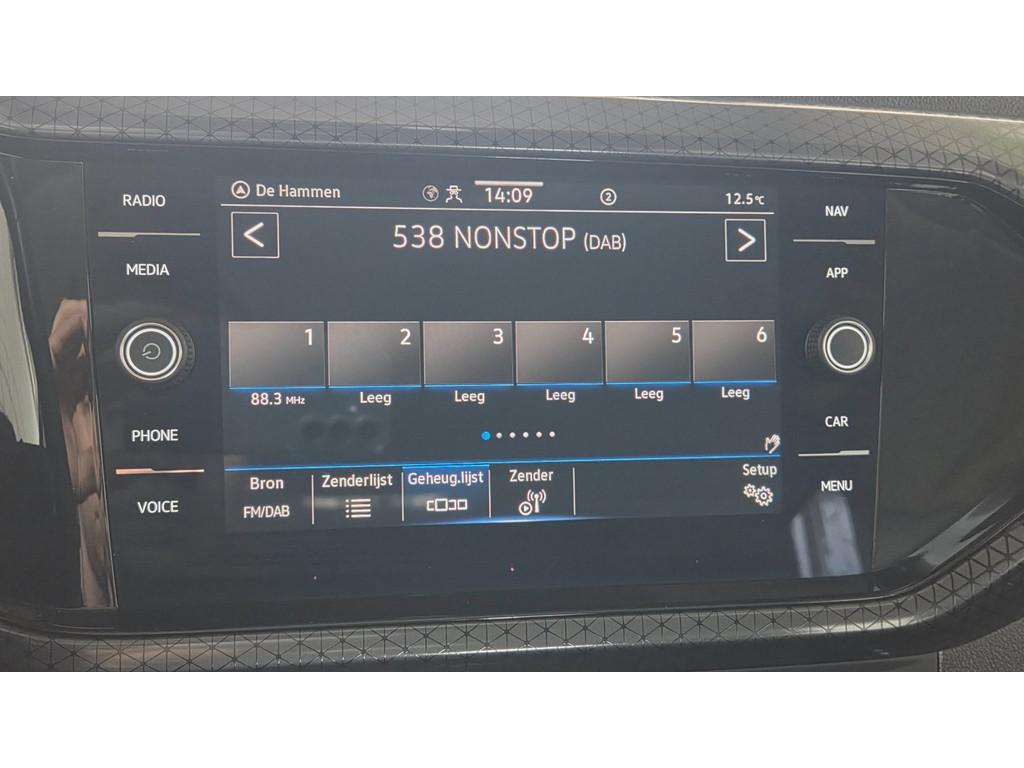 RADIO
MEDIA
PHONE
VOICE
De Hammen
14:09
2
12.5°C
538 NONSTOP (DAB)
1
2
3
4
5
6
88.3 MHz
Leeg
Leeg
Leeg
Leeg
Leeg
Bron
FM/DAB
Zenderlijst
Geheug.lijst
Zender
Setup
NAV
APP
CAR
MENU